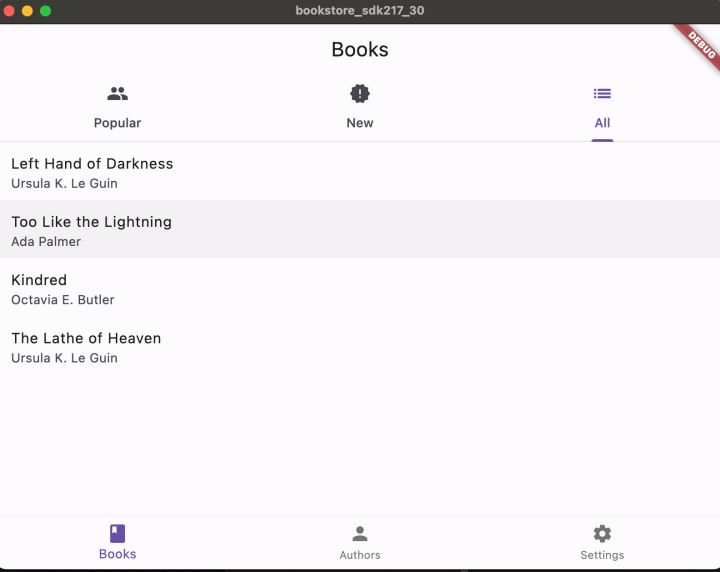 bookstore_sdk217_30
DEBUG
Books
Popular
New
All
Left Hand of Darkness
Ursula K. Le Guin
Too Like the Lightning
Ada Palmer
Kindred
Octavia E. Butler
The Lathe of Heaven
Ursula K. Le Guin
Books
Authors
Settings